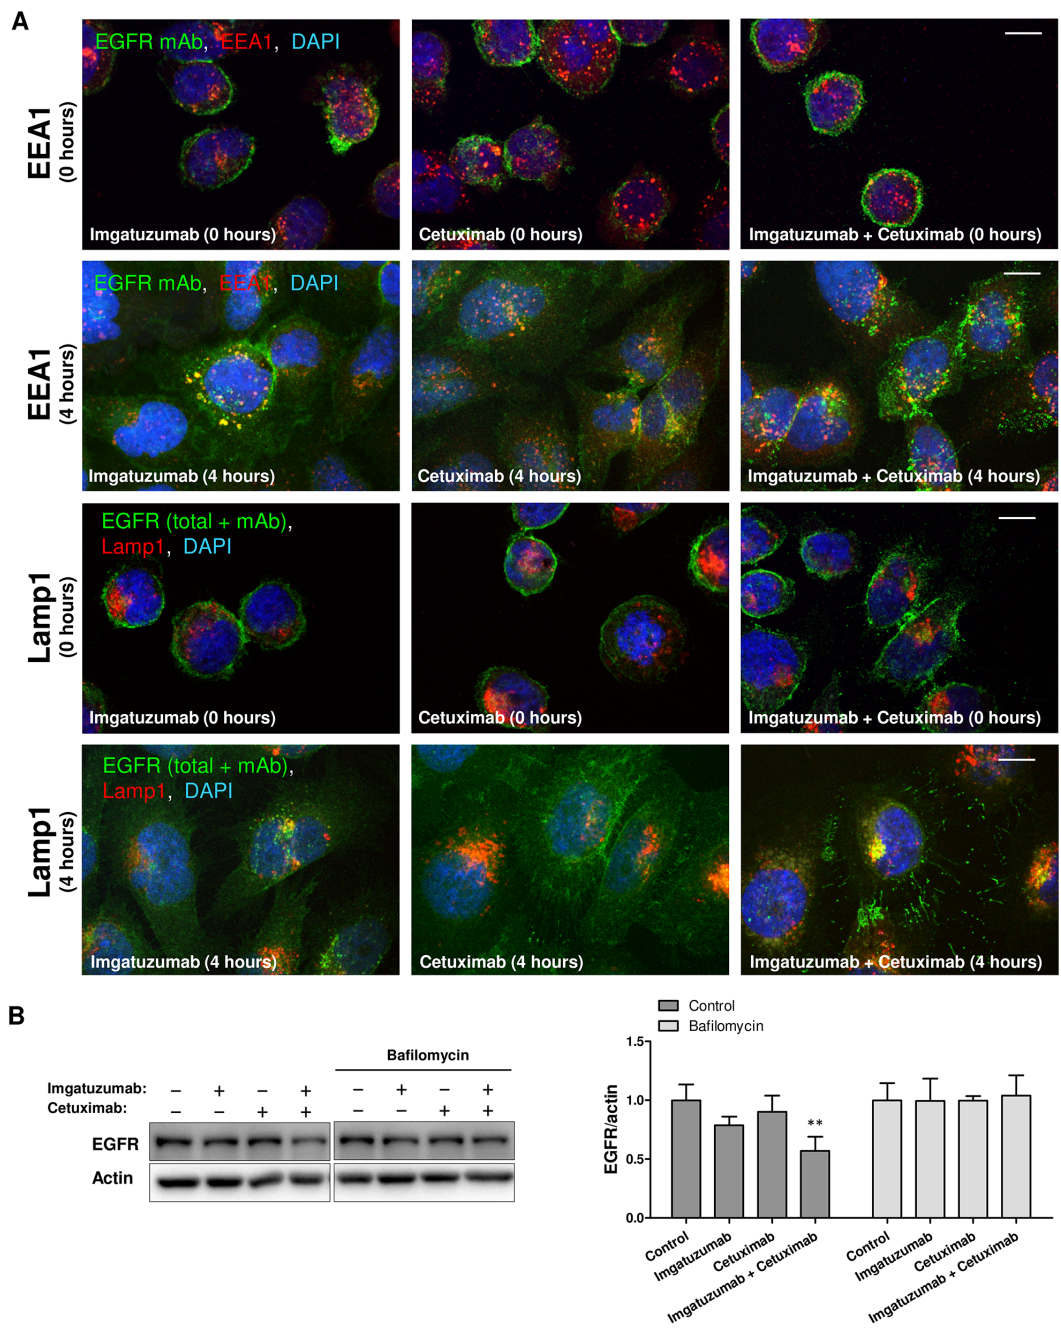 A
EGFR mAb, EEA1, DAPI
EEA1
(0 hours)
Imgatuzumab (0 hours)
Cetuximab (0 hours)
Imgatuzumab + Cetuximab (0 hours)
EGFR mAb, EEA1, DAPI
EEA1
(4 hours)
Imgatuzumab (4 hours)
Cetuximab (4 hours)
Imgatuzumab + Cetuximab (4 hours)
EGFR (total + mAb),
Lamp1, DAPI
Lamp1
(0 hours)
Imgatuzumab (0 hours)
Cetuximab (0 hours)
Imgatuzumab + Cetuximab (0 hours)
EGFR (total + mAb),
Lamp1, DAPI
Lamp1
(4 hours)
Imgatuzumab (4 hours)
Cetuximab (4 hours)
Imgatuzumab + Cetuximab (4 hours)
B
Bafilomycin
Imgatuzumab: – + – + – + – +
Cetuximab: – – + + – – + +
EGFR
Actin
Control
Bafilomycin
EGFR/actin
1.5
1.0
0.5
0.0
**
Control
Imgatuzumab
Cetuximab
Imgatuzumab + Cetuximab
Control
Imgatuzumab
Cetuximab
Imgatuzumab + Cetuximab